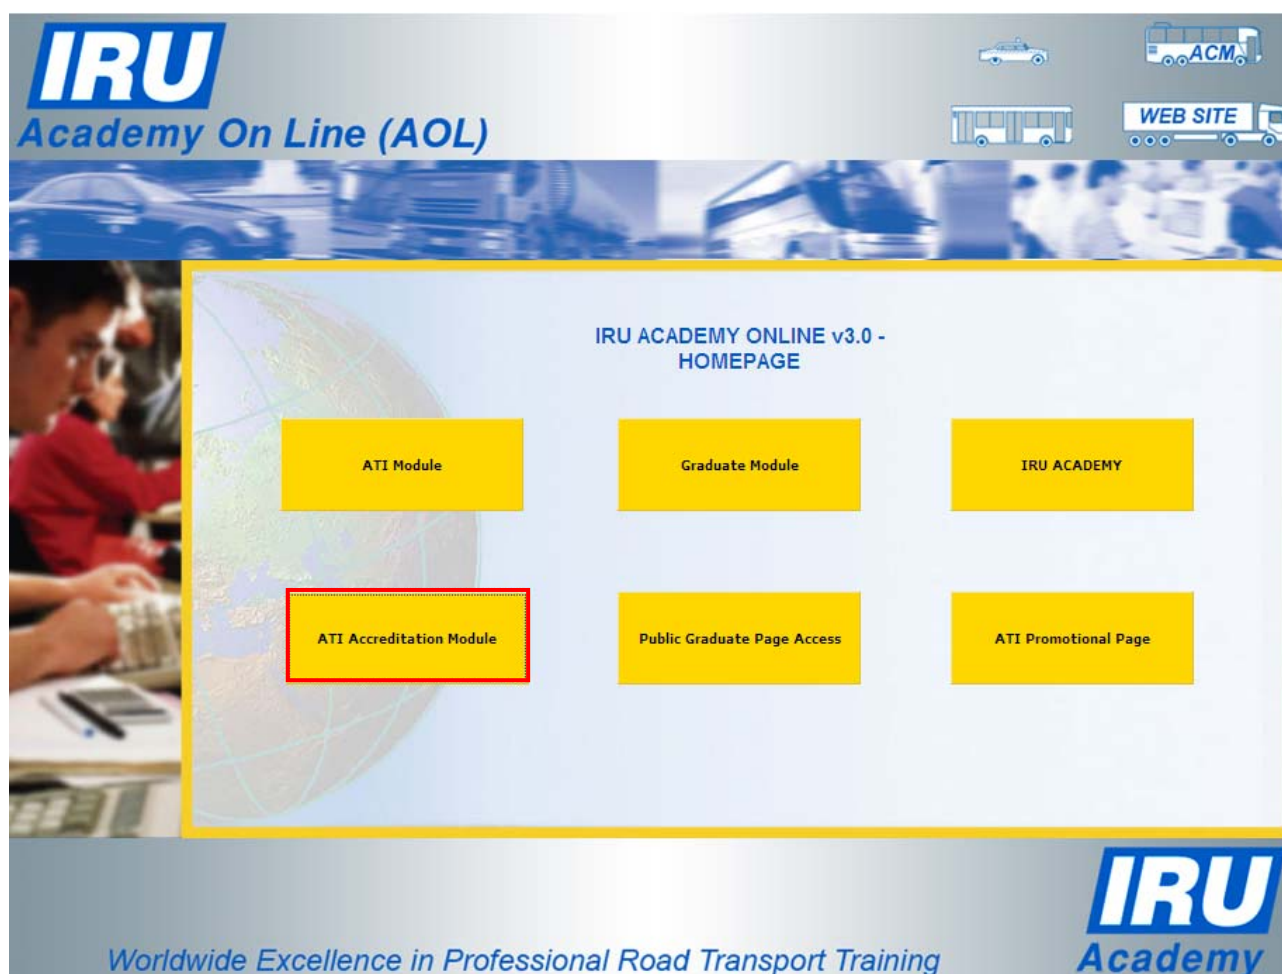 IRU
Academy On Line (AOL)
ACM
WEB SITE
IRU ACADEMY ONLINE v3.0 -
HOMEPAGE
ATI Module
Graduate Module
IRU ACADEMY
ATI Accreditation Module
Public Graduate Page Access
ATI Promotional Page
IRU
Academy
Worldwide Excellence in Professional Road Transport Training